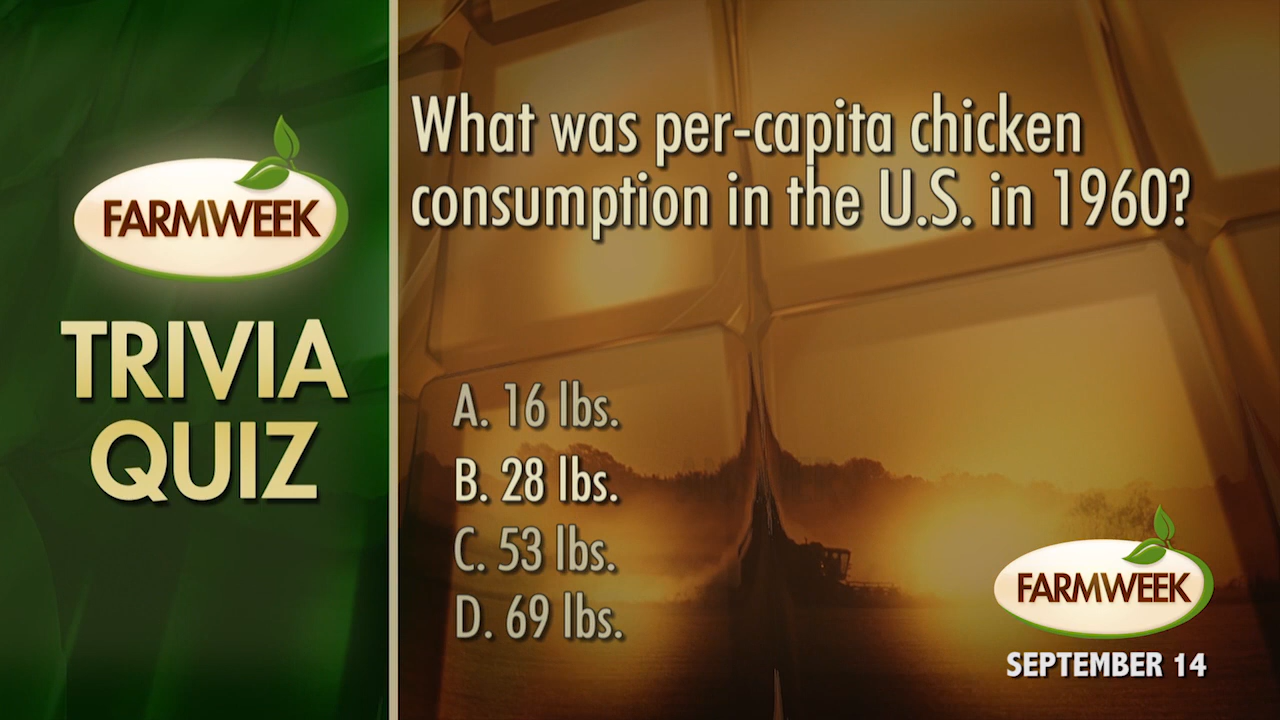 FARMWEEK
TRIVIA
QUIZ
What was per-capita chicken
consumption in the U.S. in 1960?
A. 16 lbs.
B. 28 lbs.
C. 53 lbs.
D. 69 lbs.
FARMWEEK
SEPTEMBER 14